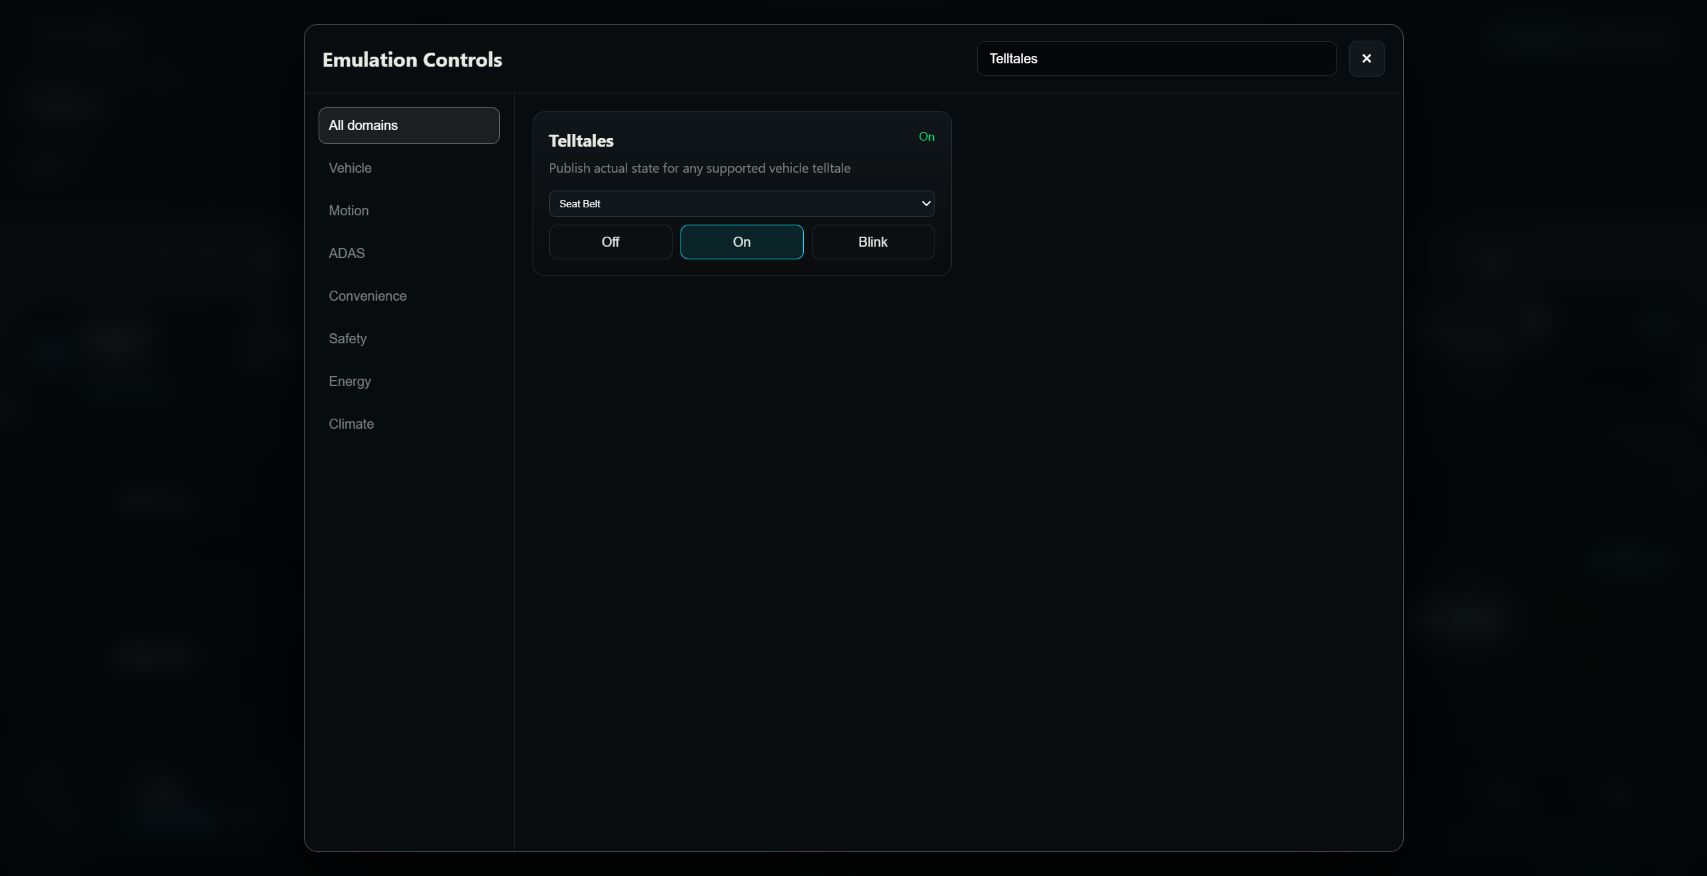 Emulation Controls
Telltales
All domains
Vehicle
Motion
ADAS
Convenience
Safety
Energy
Climate
Telltales
On
Publish actual state for any supported vehicle telltale
Seat Belt
Off
On
Blink